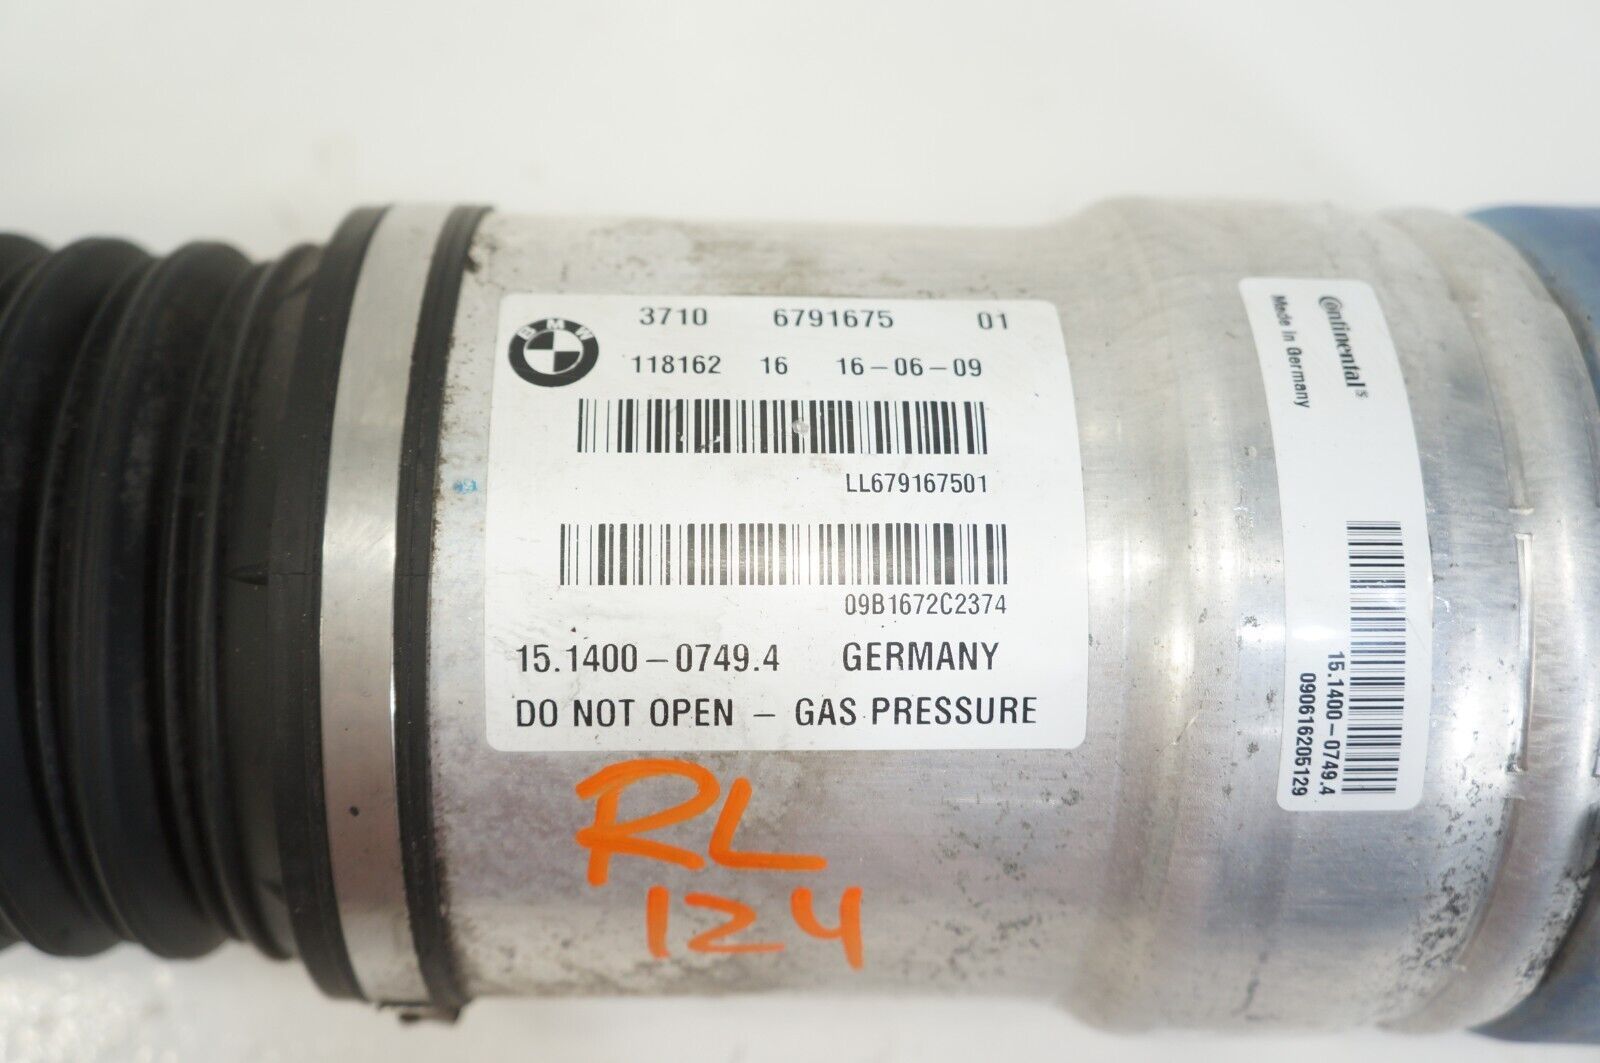 BMW
3710 6791675 01
118162 16 16-06-09
LL679167501
09B1672C2374
15.1400-0749.4 GERMANY
DO NOT OPEN - GAS PRESSURE
RL
124
Continental®
Made in Germany
15.1400-0749.4
090616205129